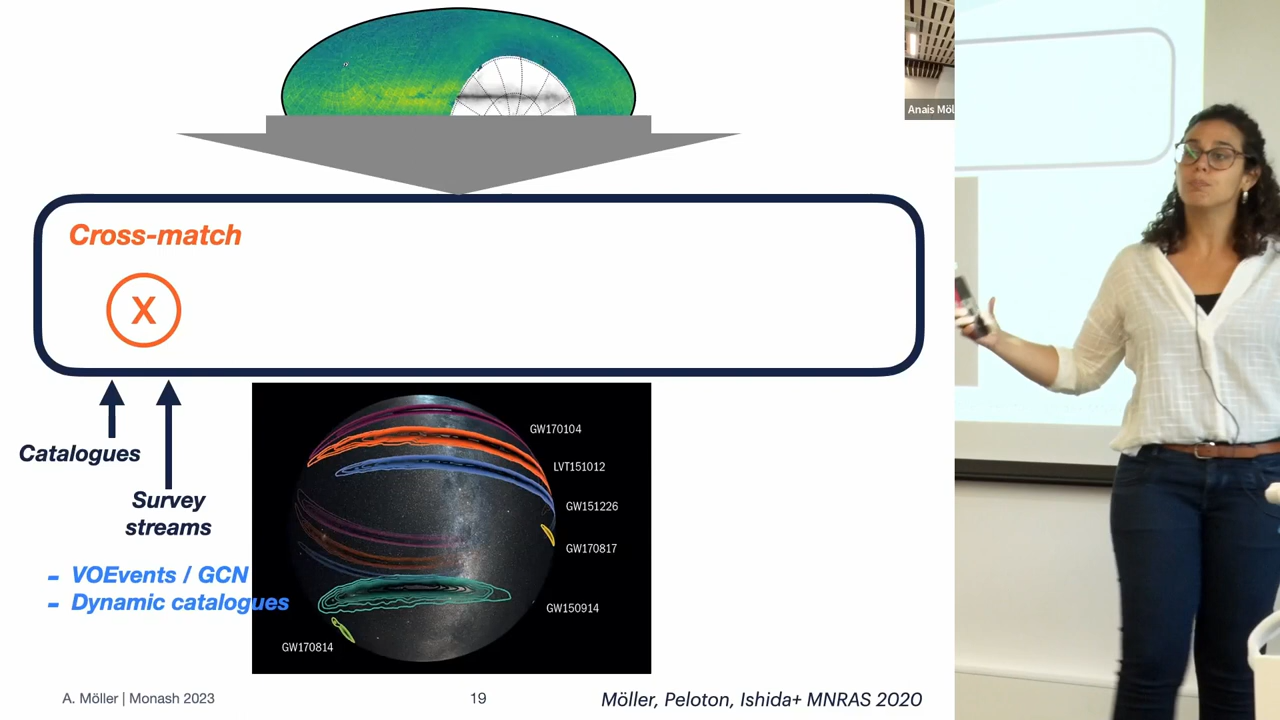 Anais Möl
Cross-match
X
Catalogues
Survey
streams
- VOEvents / GCN
- Dynamic catalogues
GW170104
LVT151012
GW151226
GW170817
GW150914
GW170814
A. Möller | Monash 2023
19
Möller, Peloton, Ishida+ MNRAS 2020